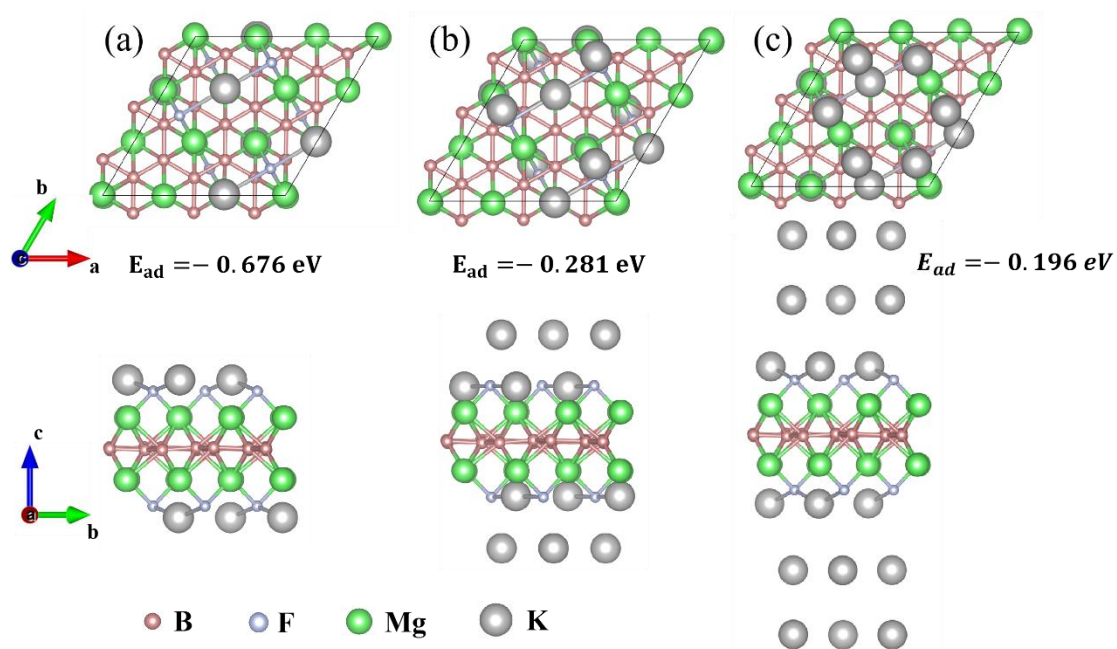 (a) (b) (c)
b
c a
E_ad = − 0.676 eV E_ad = − 0.281 eV E_ad = − 0.196 eV
c
a b
B F Mg K